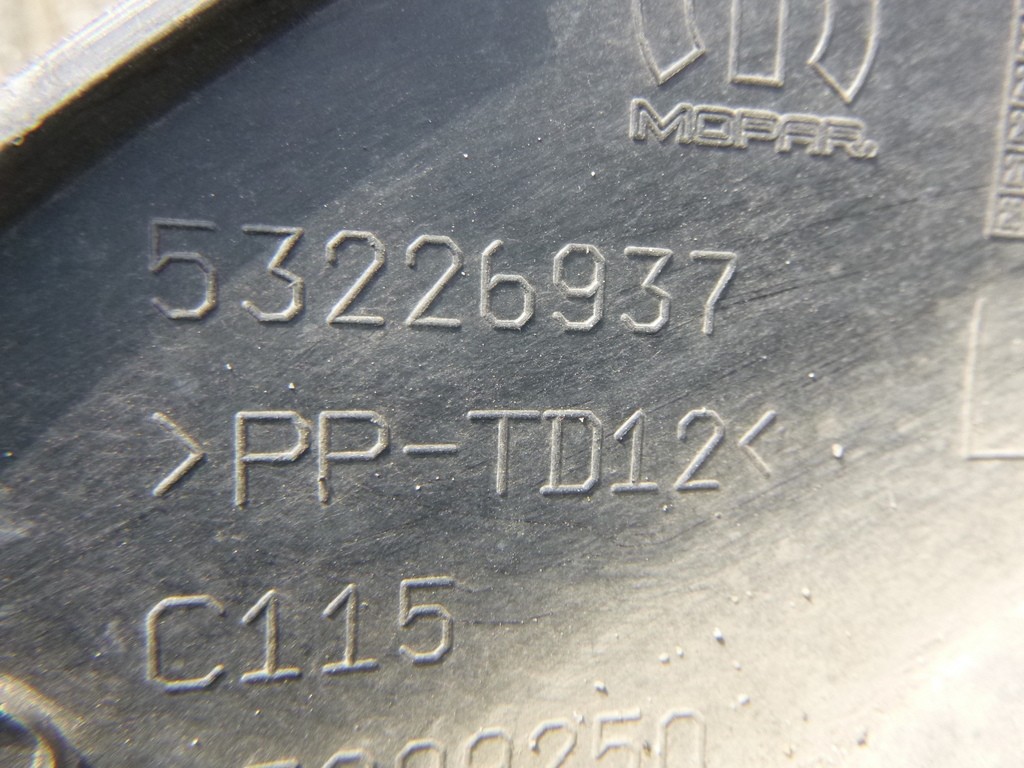 MOPAR.
53226937
>PP-TD12<
C115